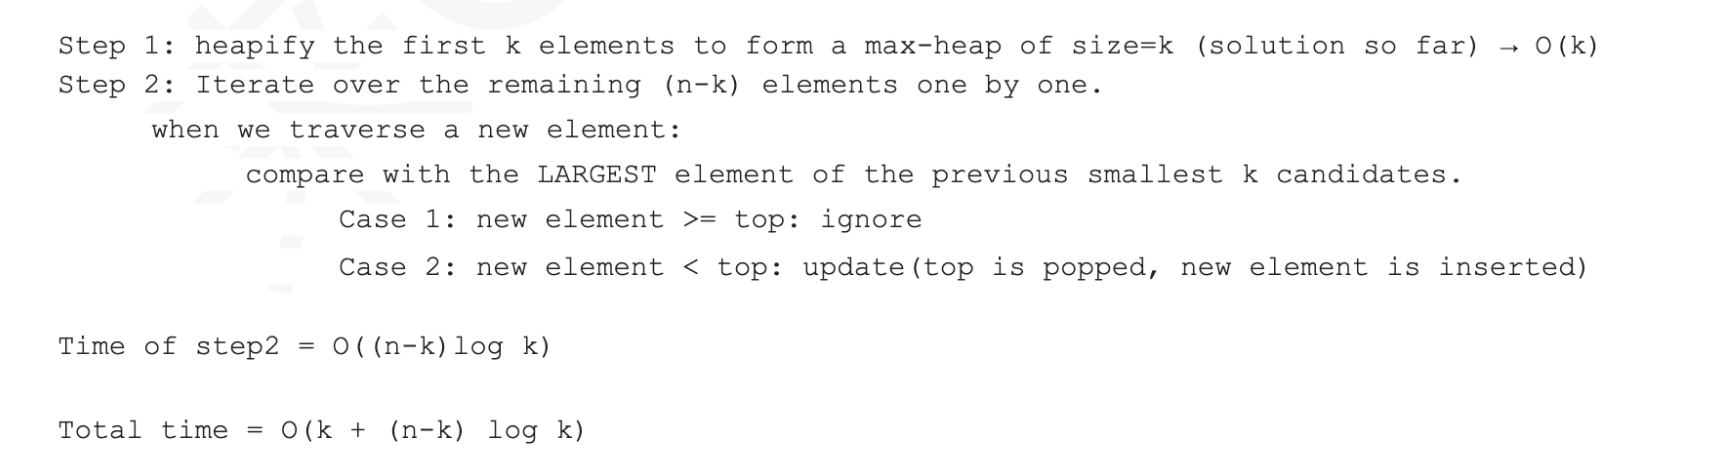 Step 1: heapify the first k elements to form a max-heap of size=k (solution so far) → O(k)
Step 2: Iterate over the remaining (n-k) elements one by one.
when we traverse a new element:
compare with the LARGEST element of the previous smallest k candidates.
Case 1: new element >= top: ignore
Case 2: new element < top: update(top is popped, new element is inserted)
Time of step2 = O((n-k)log k)
Total time = O(k + (n-k) log k)